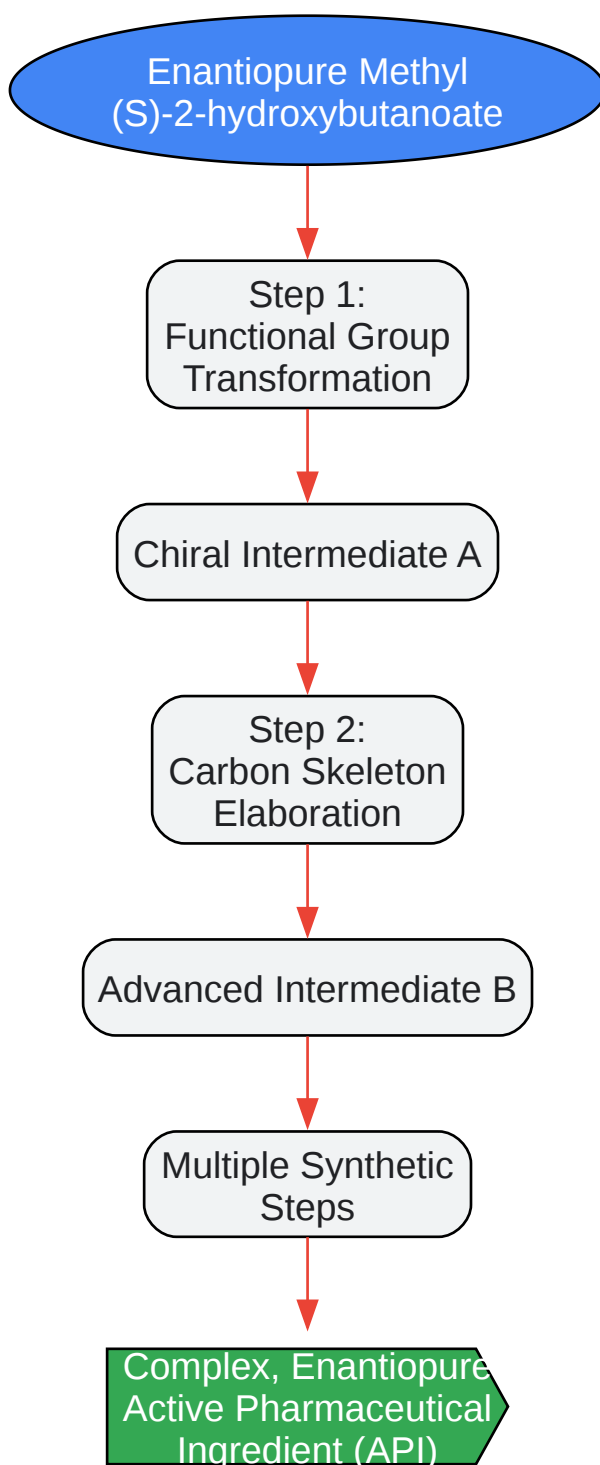 Enantiopure Methyl
(S)-2-hydroxybutanoate
Step 1:
Functional Group
Transformation
Chiral Intermediate A
Step 2:
Carbon Skeleton
Elaboration
Advanced Intermediate B
Multiple Synthetic
Steps
Complex, Enantiopure
Active Pharmaceutical
Ingredient (API)